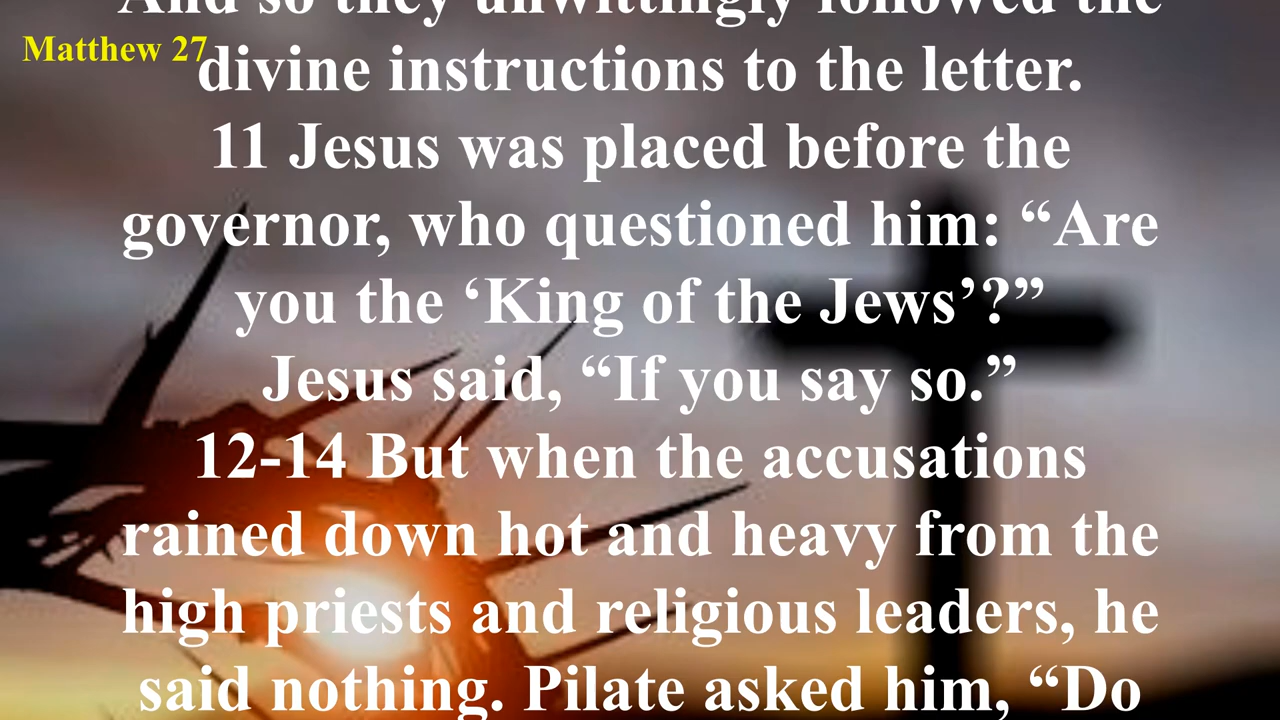 And so they unwittingly followed the
Matthew 27
divine instructions to the letter.
11 Jesus was placed before the
governor, who questioned him: “Are
you the ‘King of the Jews’?”
Jesus said, “If you say so.”
12-14 But when the accusations
rained down hot and heavy from the
high priests and religious leaders, he
said nothing. Pilate asked him, “Do